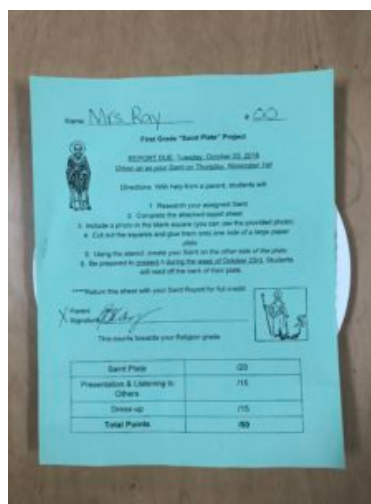 Name Mrs. Ray # 00
First Grade "Saint Plate" Project
REPORT DUE: Tuesday, October 23, 2018
Dress up as your Saint on Thursday, November 1st!
Directions: With help from a parent, students will:
1. Research your assigned Saint.
2. Complete the attached squares sheet.
3. Include a photo in the blank square (you can use the provided photo).
4. Cut out the squares and glue them onto one side of a large paper
plate.
5. Using the stencil, create your Saint on the other side of the plate.
6. Be prepared to present it during the week of October 23rd. Students
will read off the back of their plate.
Return this sheet with your Saint Report for full credit.
X Parent
Signature
This counts towards your Religion grade.
Saint Plate /20
Presentation & Listening to
Others /15
Dress-up /15
Total Points /50